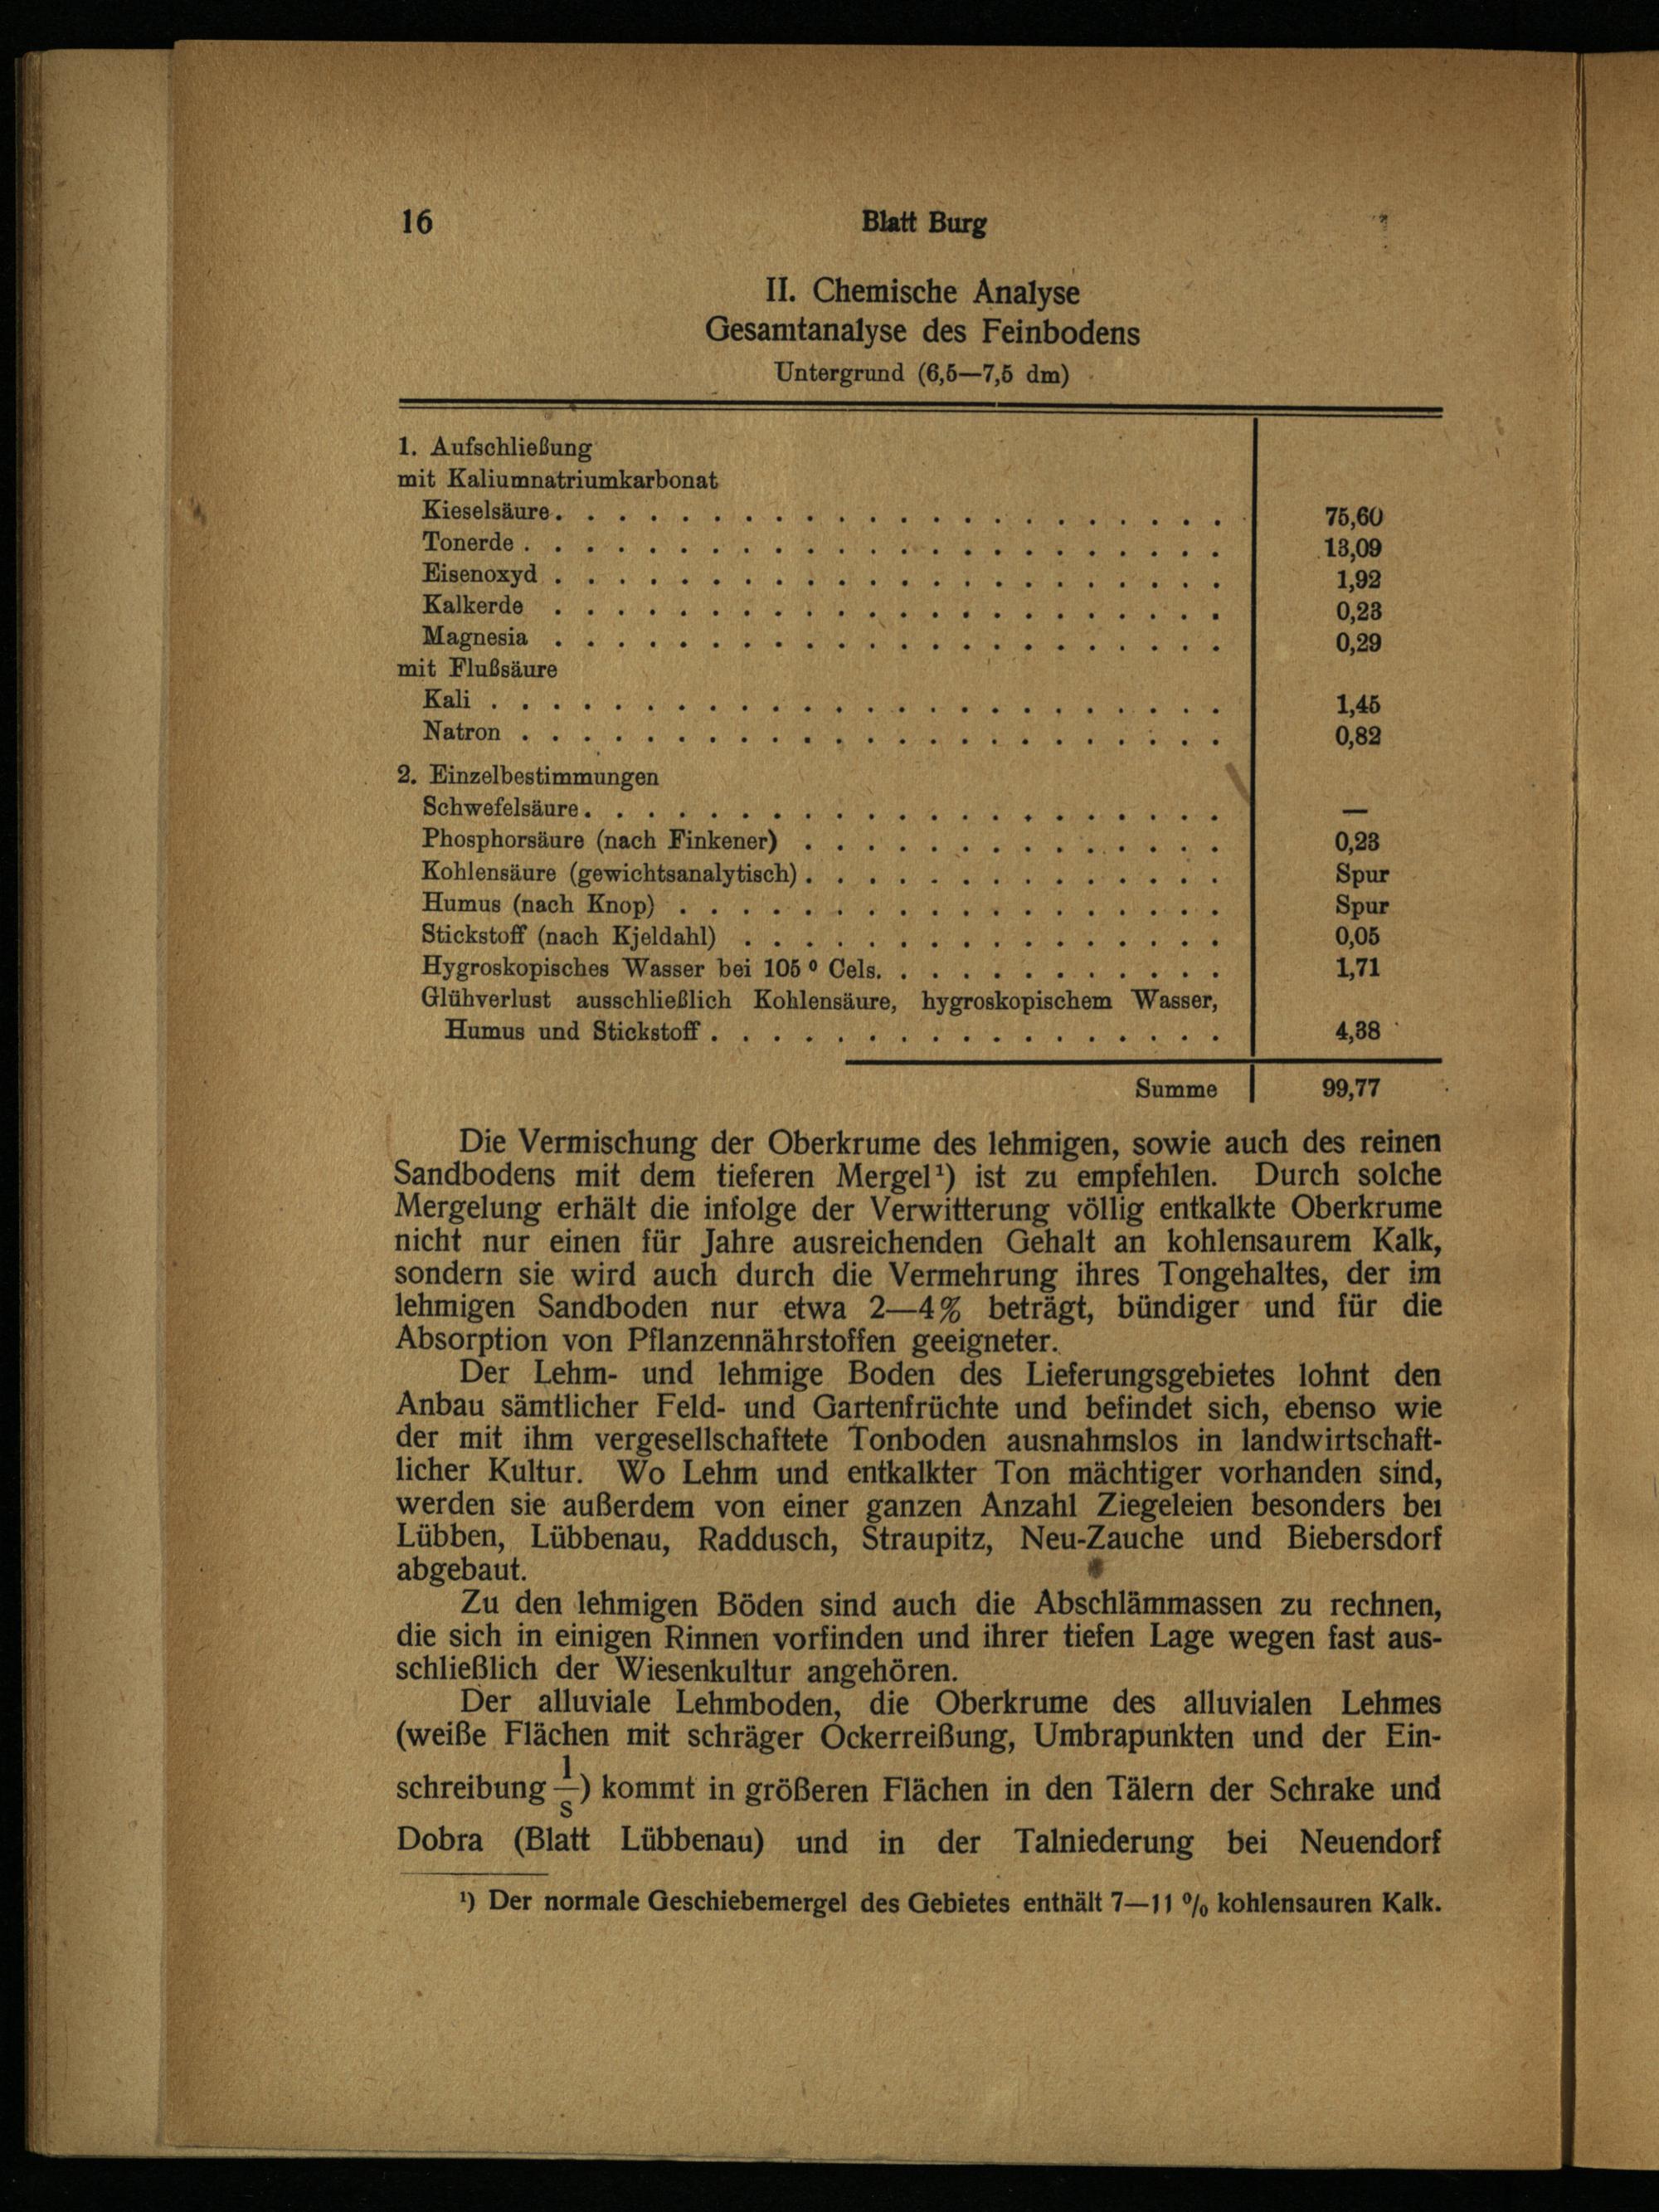 16
Blatt Burg
II. Chemische Analyse
Gesamtanalyse des Feinbodens
Untergrund (6,5—7,5 dm)
1. Aufschließung
mit Kaliumnatriumkarbonat
Kieselsäure. . . . . . . . . . . . . . . . . . . . . . 75,60
Tonerde . . . . . . . . . . . . . . . . . . . . . . . 13,09
Eisenoxyd . . . . . . . . . . . . . . . . . . . . . . 1,92
Kalkerde . . . . . . . . . . . . . . . . . . . . . . 0,23
Magnesia . . . . . . . . . . . . . . . . . . . . . . 0,29
mit Flußsäure
Kali . . . . . . . . . . . . . . . . . . . . . . . . 1,45
Natron . . . . . . . . . . . . . . . . . . . . . . . 0,82
2. Einzelbestimmungen
Schwefelsäure. . . . . . . . . . . . . . . . . . . . . —
Phosphorsäure (nach Finkener) . . . . . . . . . . . . . . 0,23
Kohlensäure (gewichtsanalytisch) . . . . . . . . . . . . . . Spur
Humus (nach Knop) . . . . . . . . . . . . . . . . . . Spur
Stickstoff (nach Kjeldahl) . . . . . . . . . . . . . . . . 0,05
Hygroskopisches Wasser bei 105 ⁰ Cels. . . . . . . . . . . . 1,71
Glühverlust ausschließlich Kohlensäure, hygroskopischem Wasser,
Humus und Stickstoff . . . . . . . . . . . . . . . . . 4,38
Summe 99,77
Die Vermischung der Oberkrume des lehmigen, sowie auch des reinen
Sandbodens mit dem tieferen Mergel¹) ist zu empfehlen. Durch solche
Mergelung erhält die infolge der Verwitterung völlig entkalkte Oberkrume
nicht nur einen für Jahre ausreichenden Gehalt an kohlensaurem Kalk,
sondern sie wird auch durch die Vermehrung ihres Tongehaltes, der im
lehmigen Sandboden nur etwa 2—4% beträgt, bündiger und für die
Absorption von Pflanzennährstoffen geeigneter.
Der Lehm- und lehmige Boden des Lieferungsgebietes lohnt den
Anbau sämtlicher Feld- und Gartenfrüchte und befindet sich, ebenso wie
der mit ihm vergesellschaftete Tonboden ausnahmslos in landwirtschaft-
licher Kultur. Wo Lehm und entkalkter Ton mächtiger vorhanden sind,
werden sie außerdem von einer ganzen Anzahl Ziegeleien besonders bei
Lübben, Lübbenau, Raddusch, Straupitz, Neu-Zauche und Biebersdorf
abgebaut.
Zu den lehmigen Böden sind auch die Abschlämmassen zu rechnen,
die sich in einigen Rinnen vorfinden und ihrer tiefen Lage wegen fast aus-
schließlich der Wiesenkultur angehören.
Der alluviale Lehmboden, die Oberkrume des alluvialen Lehmes
(weiße Flächen mit schräger Ockerreißung, Umbrapunkten und der Ein-
schreibung l/s) kommt in größeren Flächen in den Tälern der Schrake und
Dobra (Blatt Lübbenau) und in der Talniederung bei Neuendorf
¹) Der normale Geschiebemergel des Gebietes enthält 7—11 % kohlensauren Kalk.